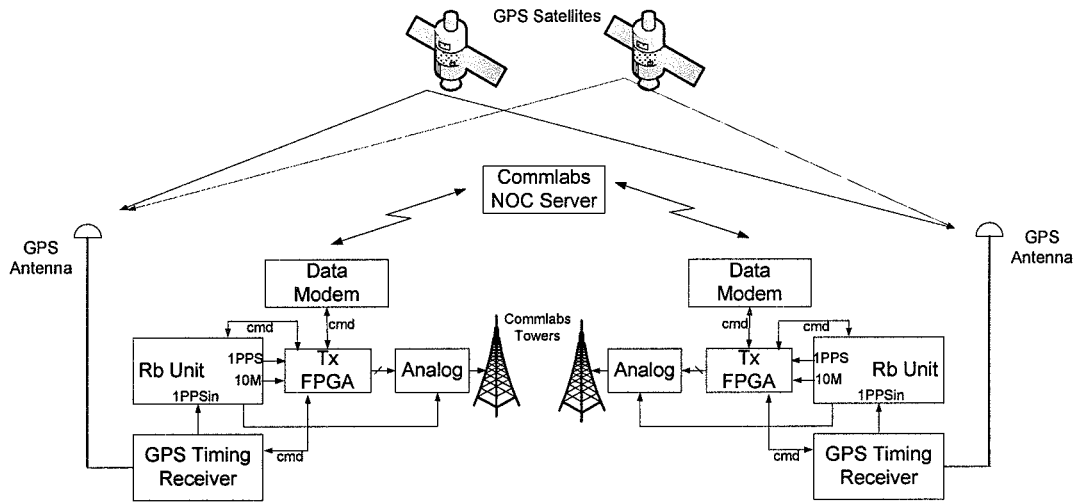 GPS Satellites
Commlabs
NOC Server
GPS
Antenna
GPS
Antenna
Data
Modem
Data
Modem
cmd
cmd
Commlabs
Towers
cmd
cmd
Rb Unit
1PPS
10M
1PPSin
Tx
FPGA
Analog
Analog
Tx
FPGA
1PPS
10M
Rb Unit
1PPSin
GPS Timing
Receiver
cmd
cmd
GPS Timing
Receiver